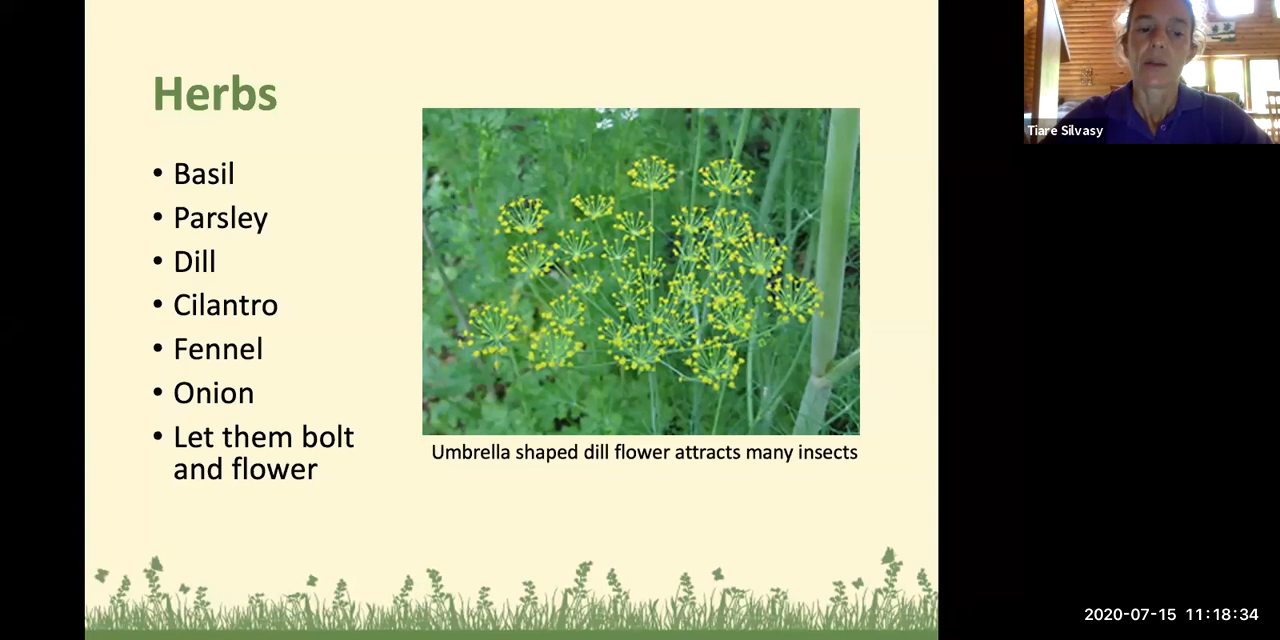 Herbs
• Basil
• Parsley
• Dill
• Cilantro
• Fennel
• Onion
• Let them bolt
and flower
Umbrella shaped dill flower attracts many insects
Tiare Silvasy
2020-07-15 11:18:34